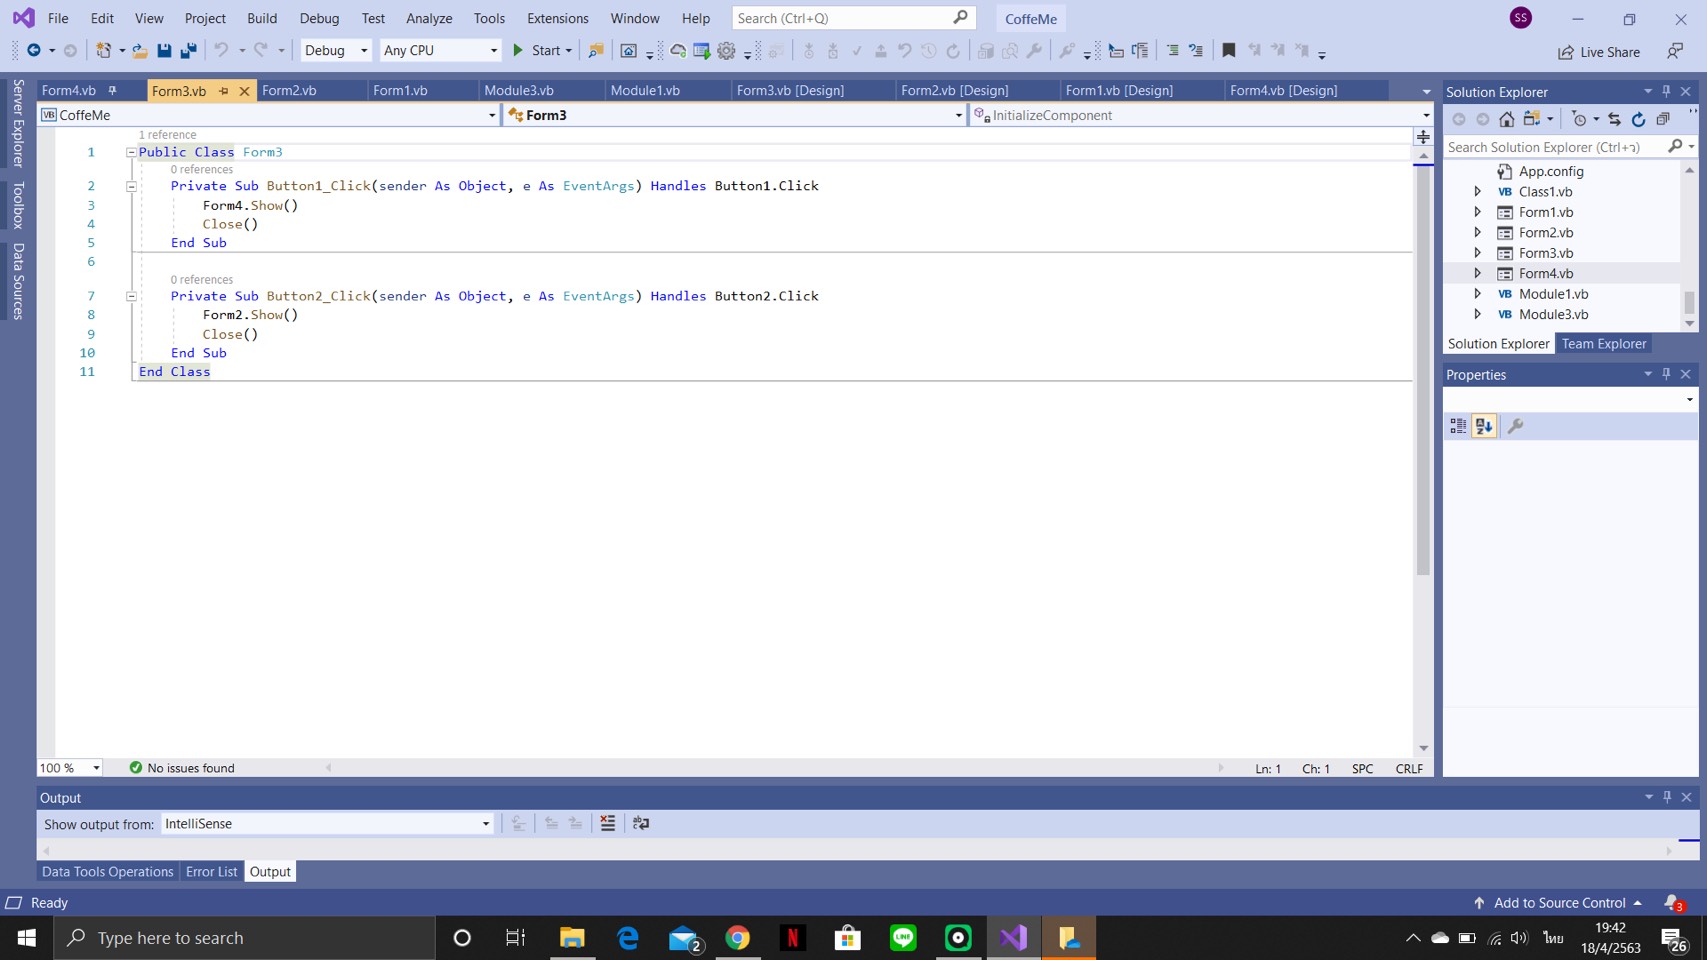 File Edit View Project Build Debug Test Analyze Tools Extensions Window Help Search (Ctrl+Q) CoffeMe SS
Debug Any CPU Start Live Share
Server Explorer
Toolbox
Data Sources
Form4.vb Form3.vb Form2.vb Form1.vb Module3.vb Module1.vb Form3.vb [Design] Form2.vb [Design] Form1.vb [Design] Form4.vb [Design]
VB CoffeMe Form3 InitializeComponent
1 reference
1 Public Class Form3
0 references
2 Private Sub Button1_Click(sender As Object, e As EventArgs) Handles Button1.Click
3 Form4.Show()
4 Close()
5 End Sub
6
0 references
7 Private Sub Button2_Click(sender As Object, e As EventArgs) Handles Button2.Click
8 Form2.Show()
9 Close()
10 End Sub
11 End Class
100 % No issues found Ln: 1 Ch: 1 SPC CRLF
Solution Explorer
Search Solution Explorer (Ctrl+ว)
App.config
VB Class1.vb
Form1.vb
Form2.vb
Form3.vb
Form4.vb
VB Module1.vb
VB Module3.vb
Solution Explorer Team Explorer
Properties
Output
Show output from: IntelliSense
Data Tools Operations Error List Output
Ready Add to Source Control 3
Type here to search 2 N LINE ไทย 19:42
18/4/2563 26